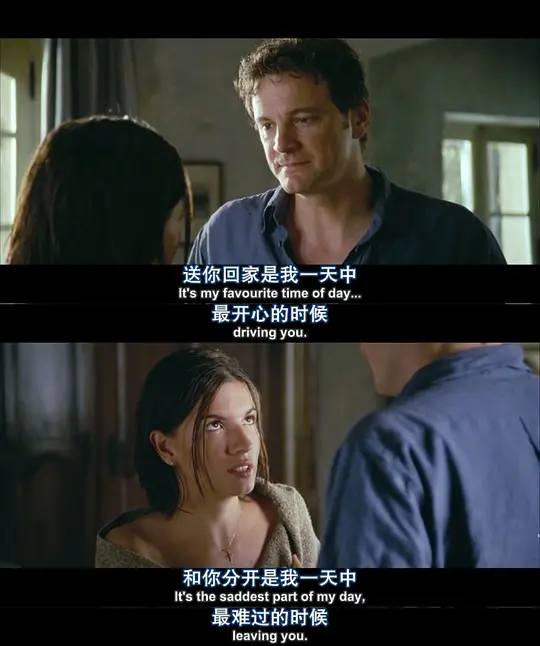 送你回家是我一天中
It's my favourite time of day...
最开心的时候
driving you.
和你分开是我一天中
It's the saddest part of my day,
最难过的时候
leaving you.